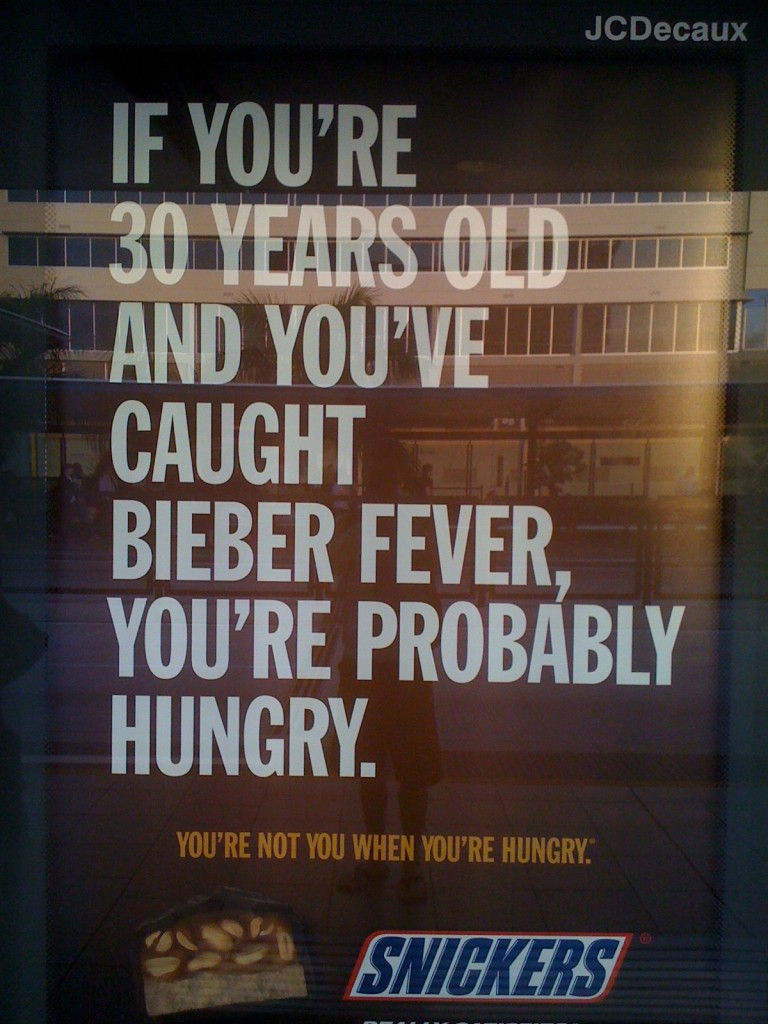 JCDecaux
IF YOU'RE
30 YEARS OLD
AND YOU'VE
CAUGHT
BIEBER FEVER,
YOU'RE PROBABLY
HUNGRY.
YOU'RE NOT YOU WHEN YOU'RE HUNGRY.®
SNICKERS®